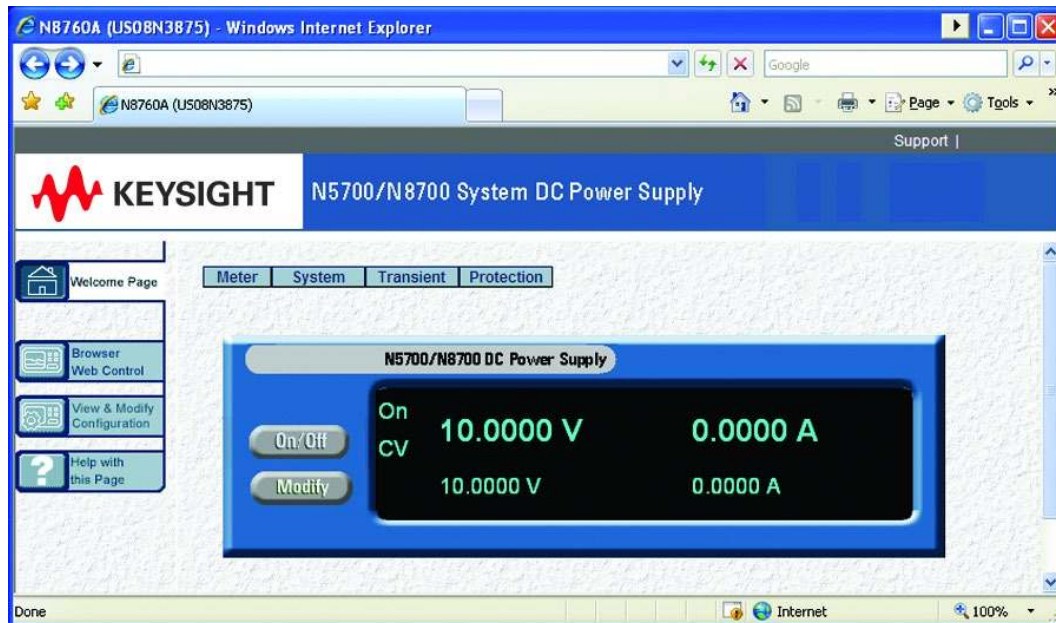 N8760A (US08N3875) - Windows Internet Explorer
Google
N8760A (US08N3875)
Page
Tools
Support |
KEYSIGHT
N5700/N8700 System DC Power Supply
Welcome Page
Meter System Transient Protection
Browser
Web Control
View & Modify
Configuration
Help with
this Page
N5700/N8700 DC Power Supply
On/Off
Modify
On
CV
10.0000 V 0.0000 A
10.0000 V 0.0000 A
Done
Internet
100%